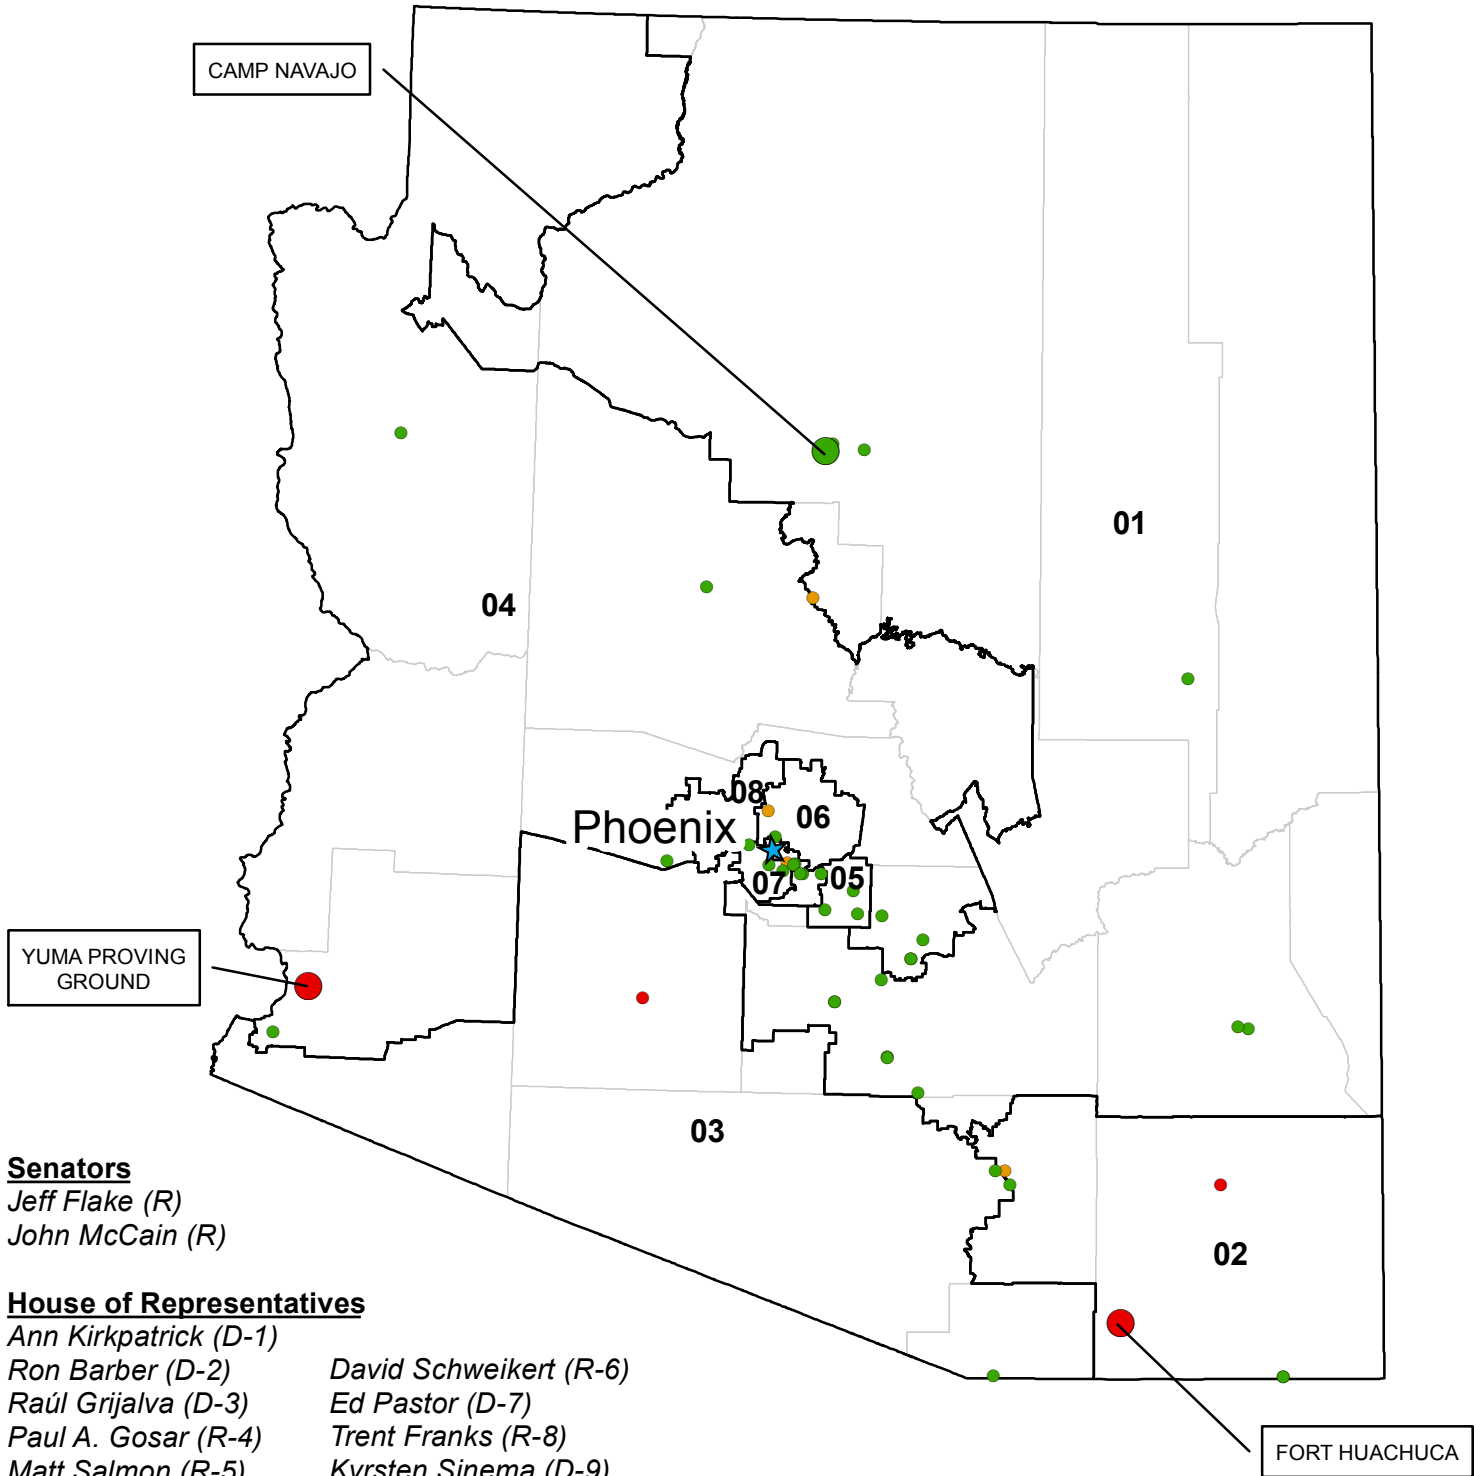 CAMP NAVAJO
01
04
08
06
Phoenix
07
05
YUMA PROVING
GROUND
03
02
Senators
Jeff Flake (R)
John McCain (R)
House of Representatives
Ann Kirkpatrick (D-1)
Ron Barber (D-2)
Raúl Grijalva (D-3)
Paul A. Gosar (R-4)
Matt Salmon (R-5)
David Schweikert (R-6)
Ed Pastor (D-7)
Trent Franks (R-8)
Kyrsten Sinema (D-9)
FORT HUACHUCA